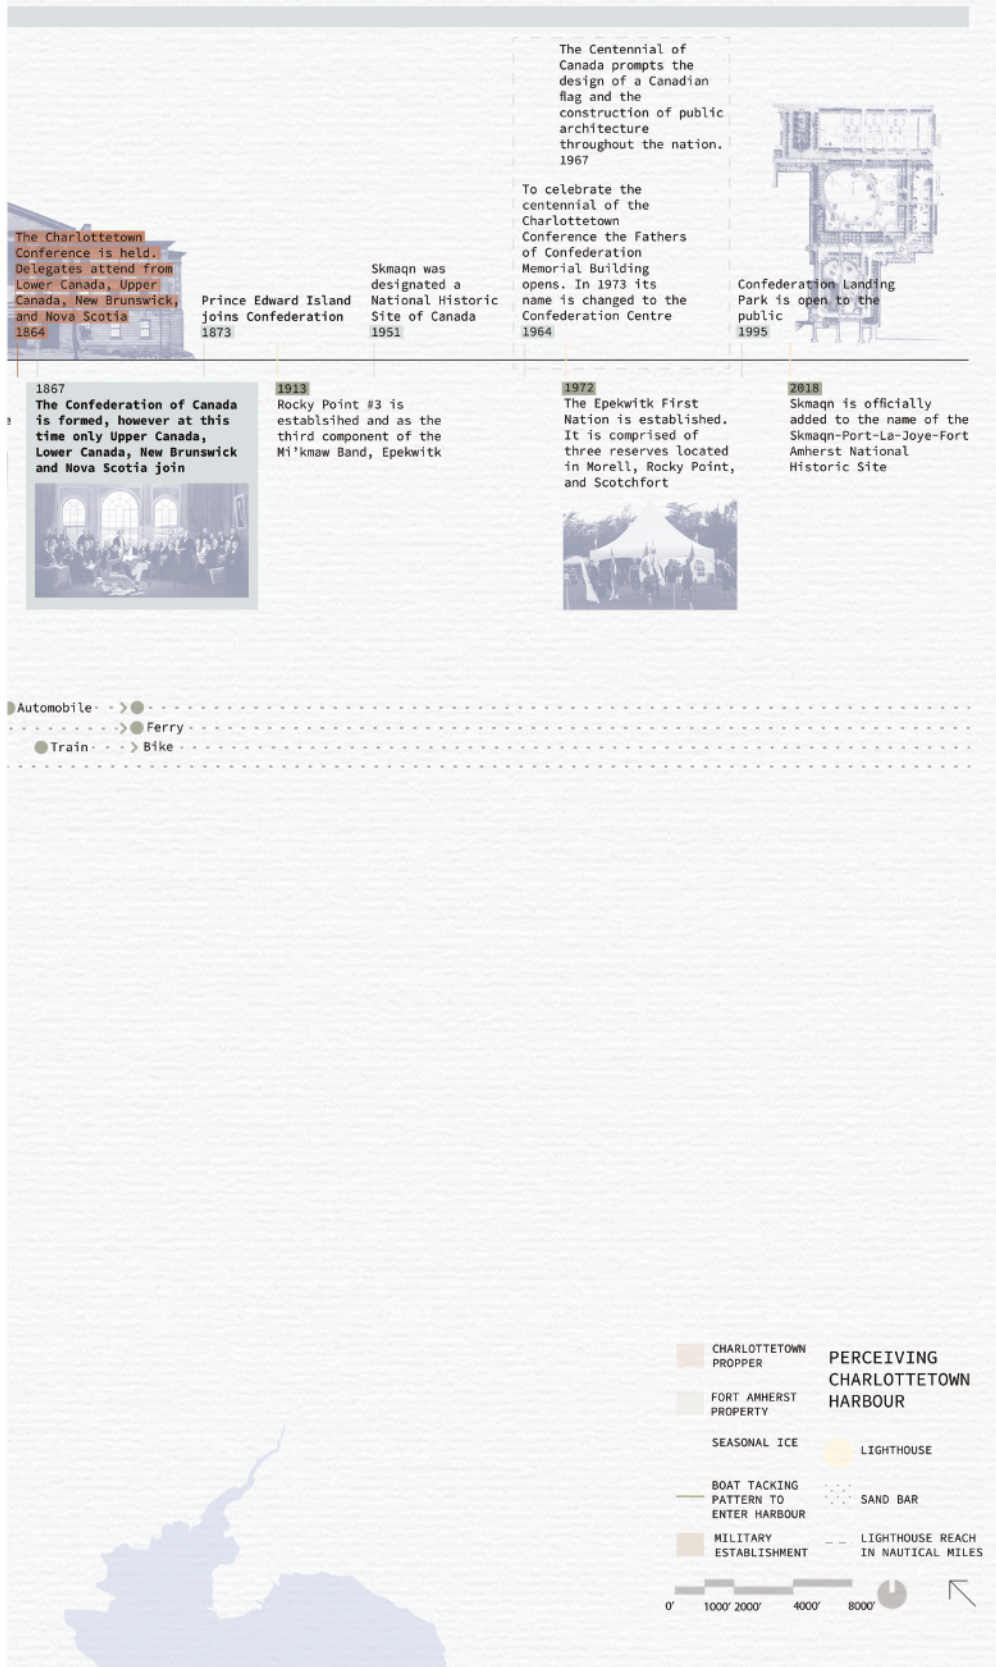 The Centennial of
Canada prompts the
design of a Canadian
flag and the
construction of public
architecture
throughout the nation.
1967
To celebrate the
centennial of the
Charlottetown
Conference the Fathers
of Confederation
Memorial Building
opens. In 1973 its
name is changed to the
Confederation Centre
1964
The Charlottetown
Conference is held.
Delegates attend from
Lower Canada, Upper
Canada, New Brunswick,
and Nova Scotia
1864
Prince Edward Island
joins Confederation
1873
Skmaqn was
designated a
National Historic
Site of Canada
1951
Confederation Landing
Park is open to the
public
1995
1867
The Confederation of Canada
is formed, however at this
time only Upper Canada,
Lower Canada, New Brunswick
and Nova Scotia join
1913
Rocky Point #3 is
establsihed and as the
third component of the
Mi'kmaw Band, Epekwitk
1972
The Epekwitk First
Nation is established.
It is comprised of
three reserves located
in Morell, Rocky Point,
and Scotchfort
2018
Skmaqn is officially
added to the name of the
Skmaqn-Port-La-Joye-Fort
Amherst National
Historic Site
e
Automobile
Ferry
Train
Bike
CHARLOTTETOWN
PROPPER
FORT AMHERST
PROPERTY
SEASONAL ICE
BOAT TACKING
PATTERN TO
ENTER HARBOUR
MILITARY
ESTABLISHMENT
PERCEIVING
CHARLOTTETOWN
HARBOUR
LIGHTHOUSE
SAND BAR
LIGHTHOUSE REACH
IN NAUTICAL MILES
0' 1000' 2000' 4000' 8000'